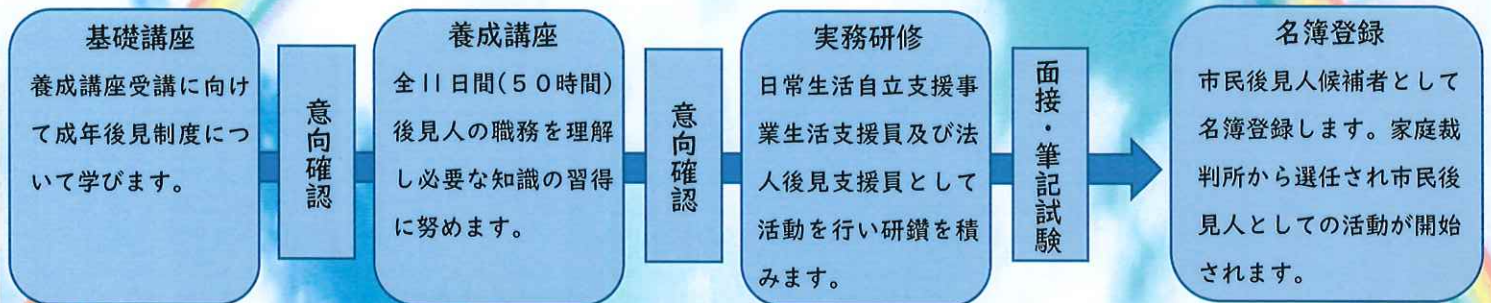 基礎講座
養成講座受講に向け
て成年後見制度につ
いて学びます。
意向確認
養成講座
全11日間(50時間)
後見人の職務を理解
し必要な知識の習得
に努めます。
意向確認
実務研修
日常生活自立支援事
業生活支援員及び法
人後見支援員として
活動を行い研鑽を積
みます。
面接・筆記試験
名簿登録
市民後見人候補者として
名簿登録します。家庭裁
判所から選任され市民後
見人としての活動が開始
されます。